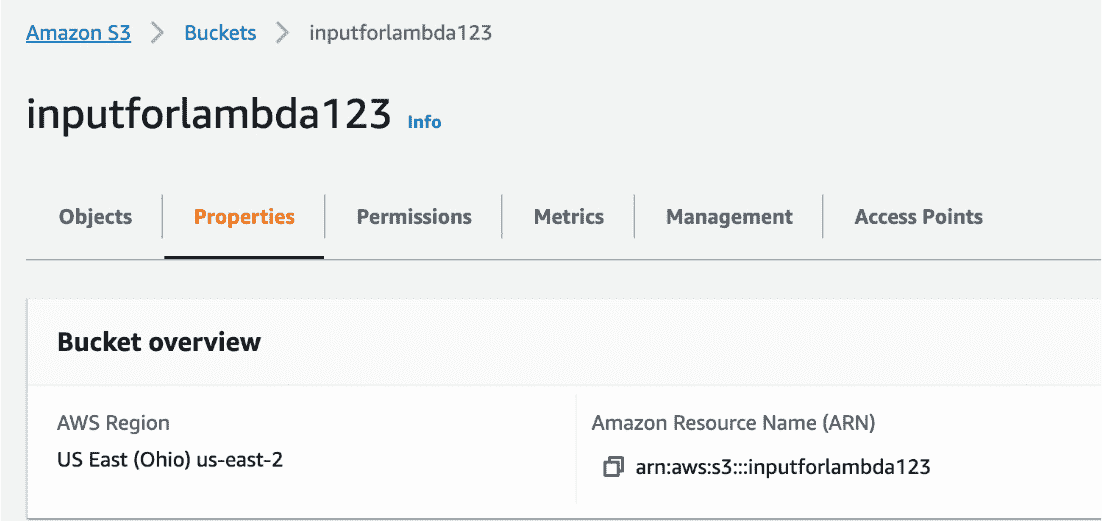 Amazon S3 > Buckets > inputforlambda123
inputforlambda123 Info
Objects Properties Permissions Metrics Management Access Points
Bucket overview
AWS Region Amazon Resource Name (ARN)
US East (Ohio) us-east-2 arn:aws:s3:::inputforlambda123